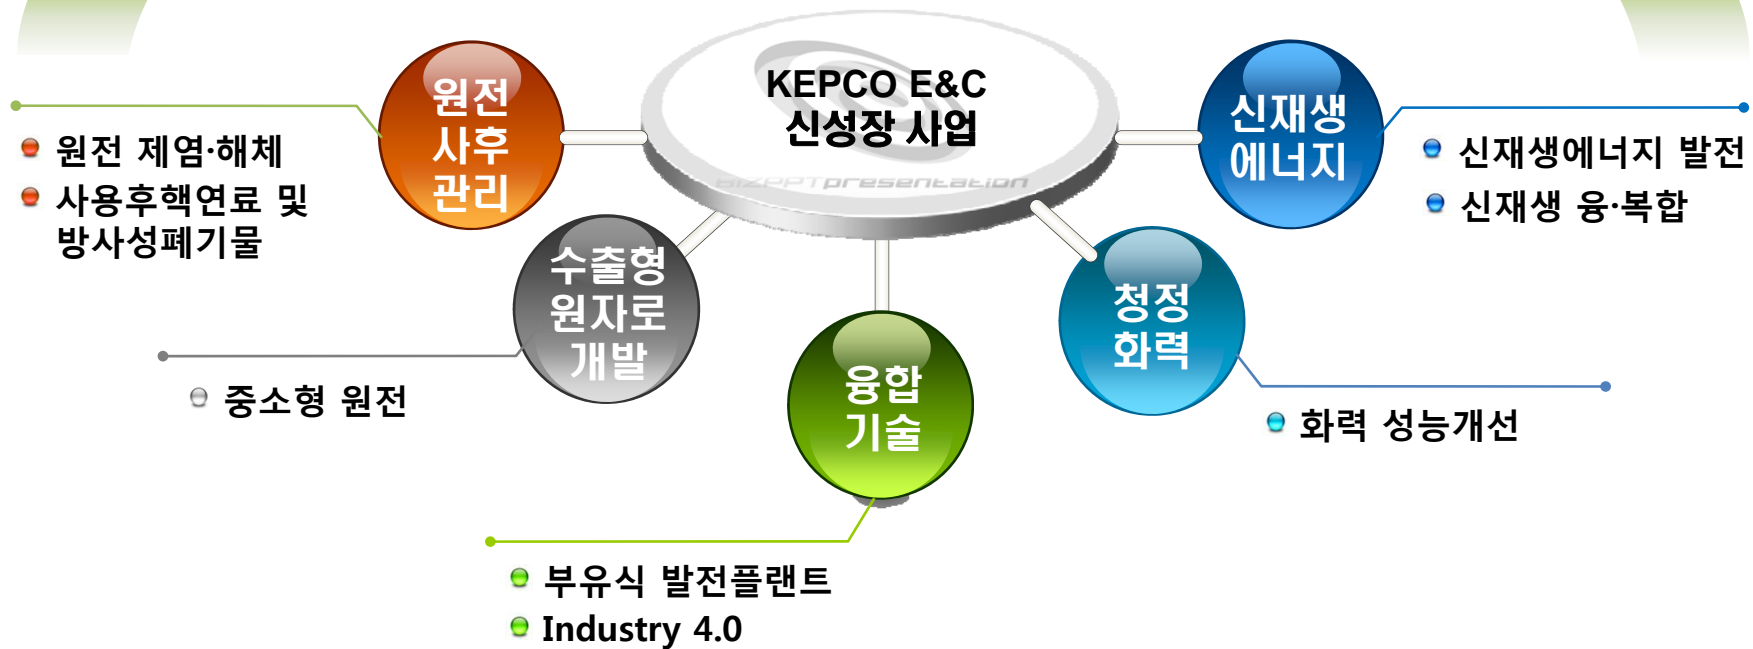 KEPCO E&C
신성장 사업
BIZPPTpresentation
원전
사후
관리
원전 제염·해체
사용후핵연료 및
방사성폐기물
수출형
원자로
개발
중소형 원전
융합
기술
부유식 발전플랜트
Industry 4.0
청정
화력
화력 성능개선
신재생
에너지
신재생에너지 발전
신재생 융·복합